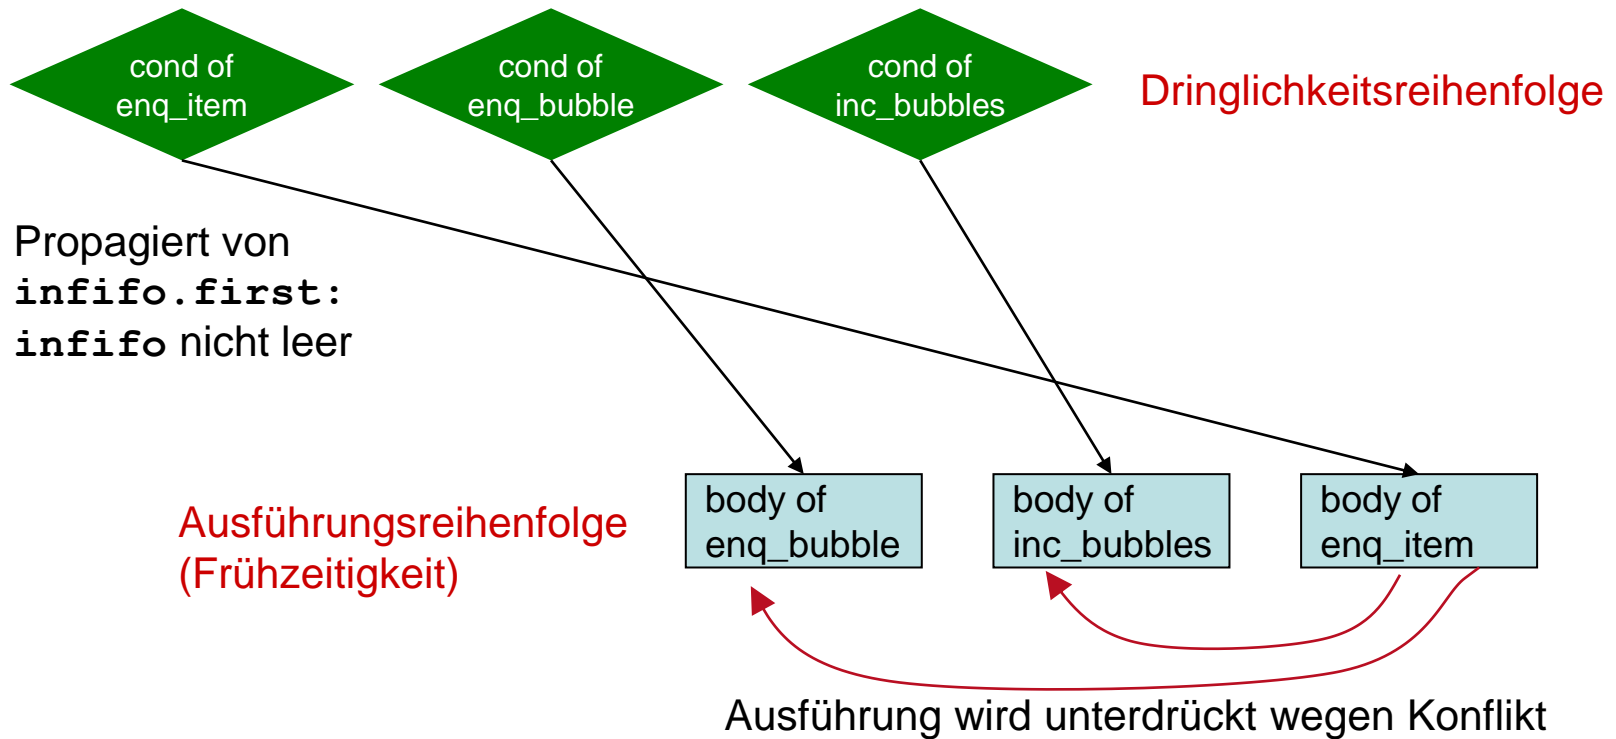 cond of
enq_item
cond of
enq_bubble
cond of
inc_bubbles
Dringlichkeitsreihenfolge
Propagiert von
infifo.first:
infifo nicht leer
Ausführungsreihenfolge
(Frühzeitigkeit)
body of
enq_bubble
body of
inc_bubbles
body of
enq_item
Ausführung wird unterdrückt wegen Konflikt